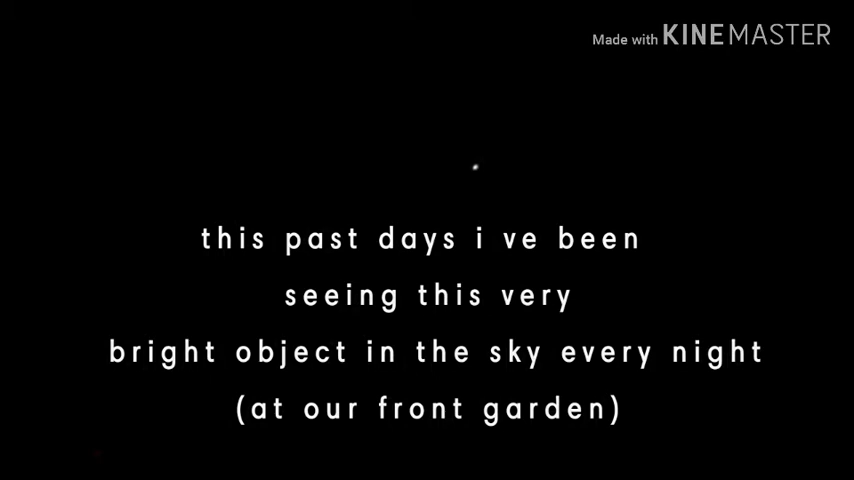 Made with KINEMASTER
this past days i ve been
seeing this very
bright object in the sky every night
(at our front garden)